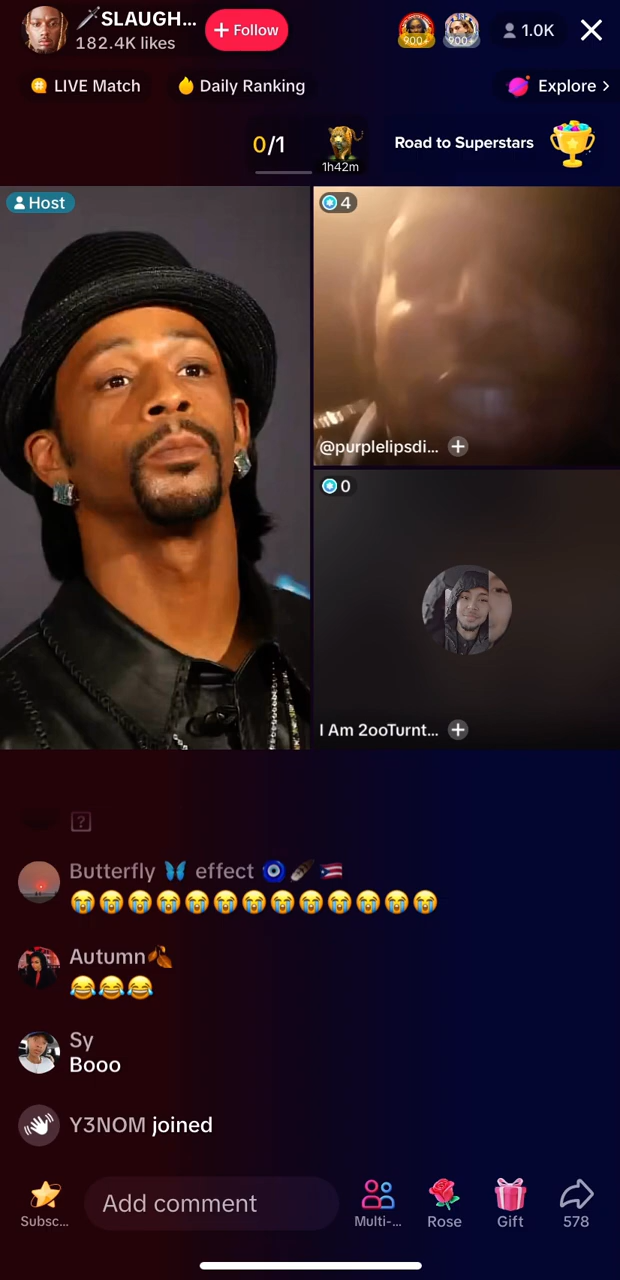 🗡️SLAUGH...
182.4K likes
+ Follow
900+
900+
1.0K
LIVE Match
Daily Ranking
Explore >
0/1
1h42m
Road to Superstars
Host
4
@purplelipsdi...
0
I Am 2ooTurnt...
Butterfly 🦋 effect 🧿🪶🇵🇷
😭😭😭😭😭😭😭😭😭😭😭😭😭
Autumn🍂
😂😂😂
Sy
Booo
Y3NOM joined
Subsc...
Add comment
Multi-...
Rose
Gift
578